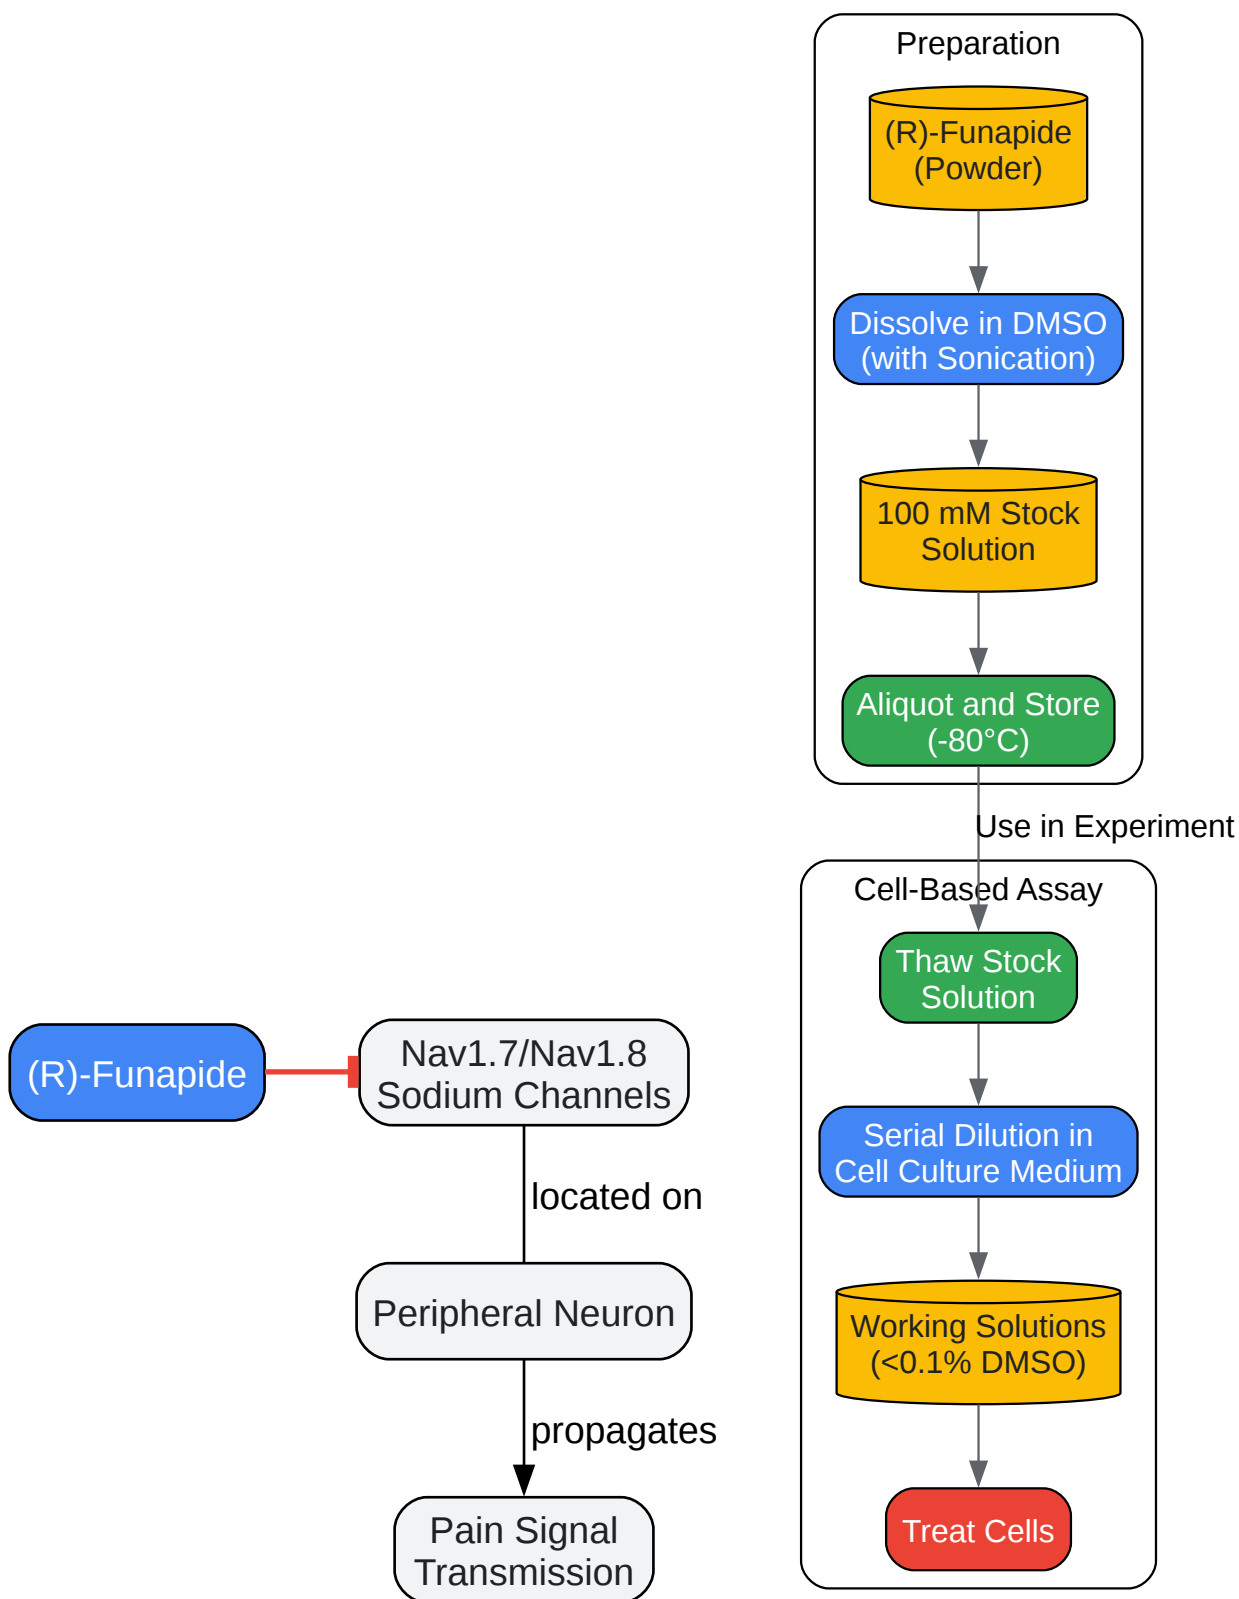 Preparation
(R)-Funapide
(Powder)
Dissolve in DMSO
(with Sonication)
100 mM Stock
Solution
Aliquot and Store
(-80°C)
Use in Experiment
Cell-Based Assay
Thaw Stock
Solution
Serial Dilution in
Cell Culture Medium
Working Solutions
(<0.1% DMSO)
Treat Cells
(R)-Funapide
Nav1.7/Nav1.8
Sodium Channels
located on
Peripheral Neuron
propagates
Pain Signal
Transmission